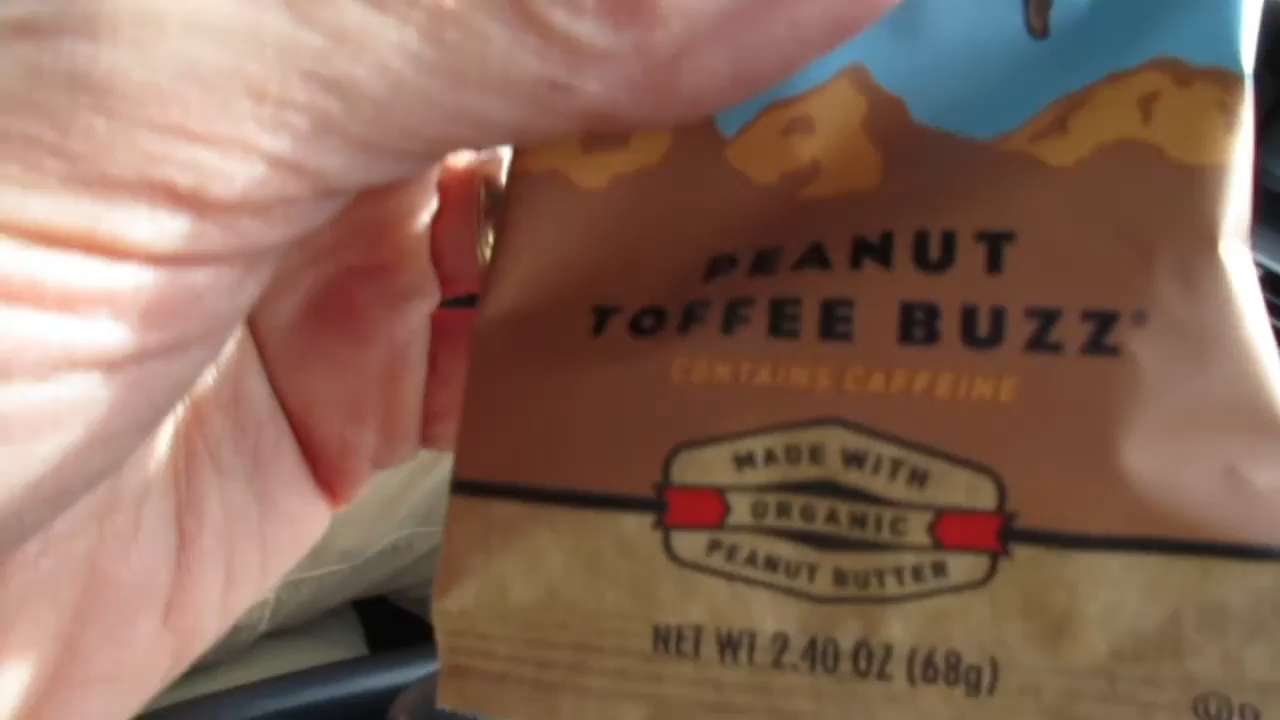 PEANUT
TOFFEE BUZZ®
CONTAINS CAFFEINE
MADE WITH
ORGANIC
PEANUT BUTTER
NET WT 2.40 OZ (68g)